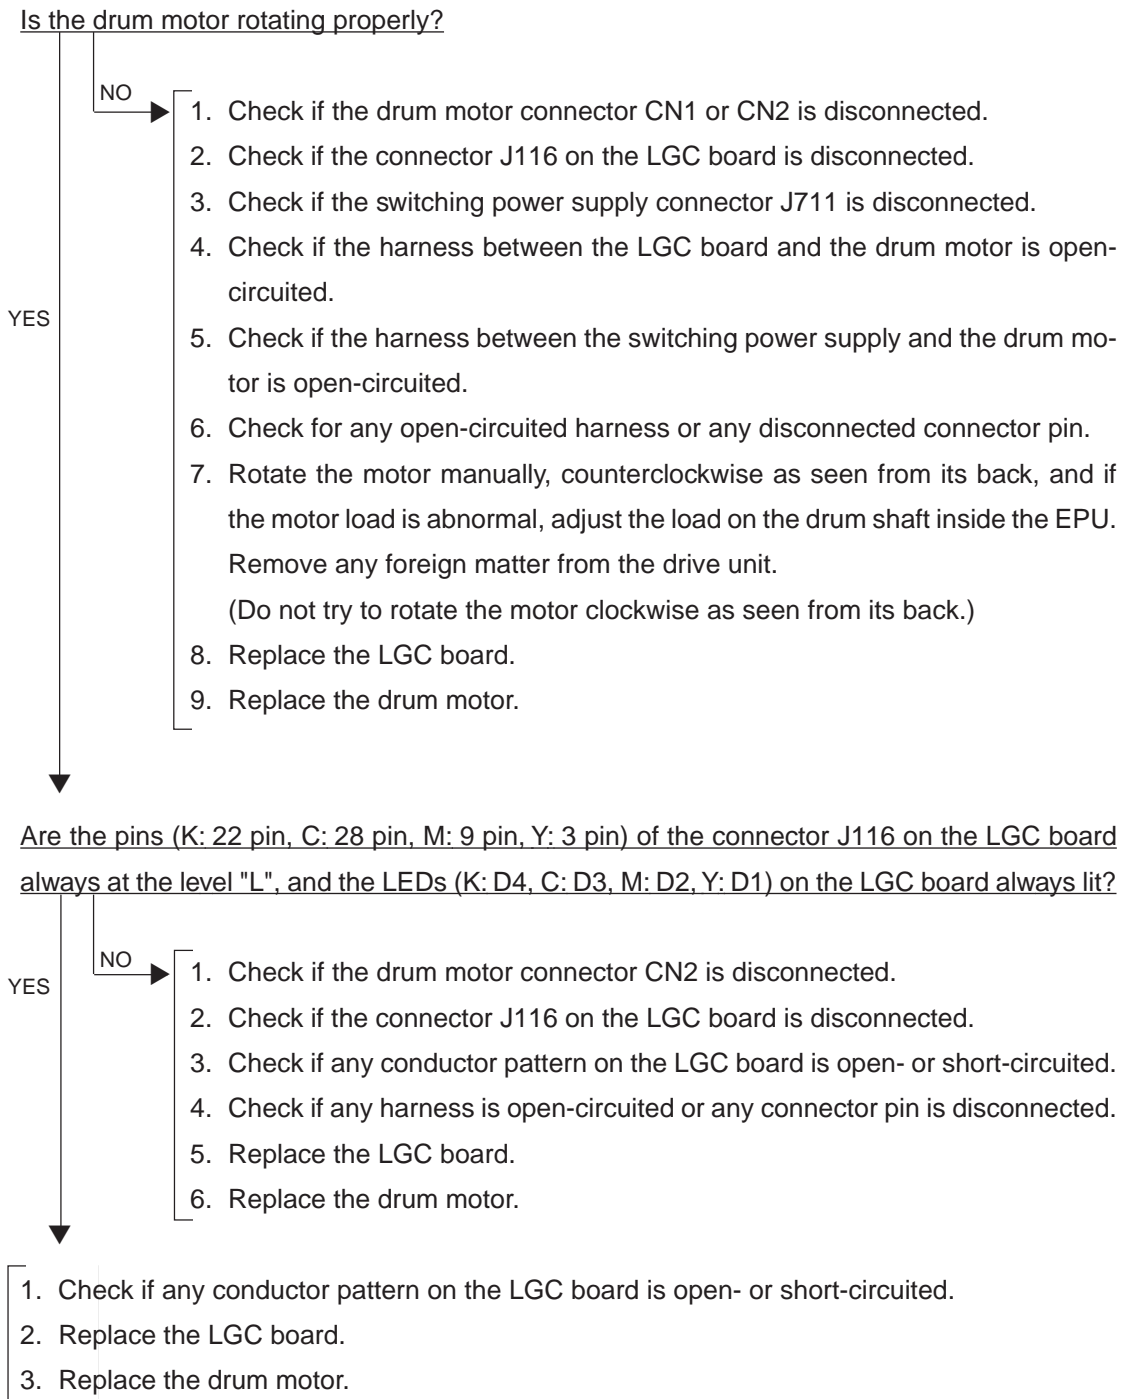 Is the drum motor rotating properly?
NO
1. Check if the drum motor connector CN1 or CN2 is disconnected.
2. Check if the connector J116 on the LGC board is disconnected.
3. Check if the switching power supply connector J711 is disconnected.
4. Check if the harness between the LGC board and the drum motor is open-
circuited.
YES
5. Check if the harness between the switching power supply and the drum mo-
tor is open-circuited.
6. Check for any open-circuited harness or any disconnected connector pin.
7. Rotate the motor manually, counterclockwise as seen from its back, and if
the motor load is abnormal, adjust the load on the drum shaft inside the EPU.
Remove any foreign matter from the drive unit.
(Do not try to rotate the motor clockwise as seen from its back.)
8. Replace the LGC board.
9. Replace the drum motor.
Are the pins (K: 22 pin, C: 28 pin, M: 9 pin, Y: 3 pin) of the connector J116 on the LGC board
always at the level "L", and the LEDs (K: D4, C: D3, M: D2, Y: D1) on the LGC board always lit?
NO
YES
1. Check if the drum motor connector CN2 is disconnected.
2. Check if the connector J116 on the LGC board is disconnected.
3. Check if any conductor pattern on the LGC board is open- or short-circuited.
4. Check if any harness is open-circuited or any connector pin is disconnected.
5. Replace the LGC board.
6. Replace the drum motor.
1. Check if any conductor pattern on the LGC board is open- or short-circuited.
2. Replace the LGC board.
3. Replace the drum motor.